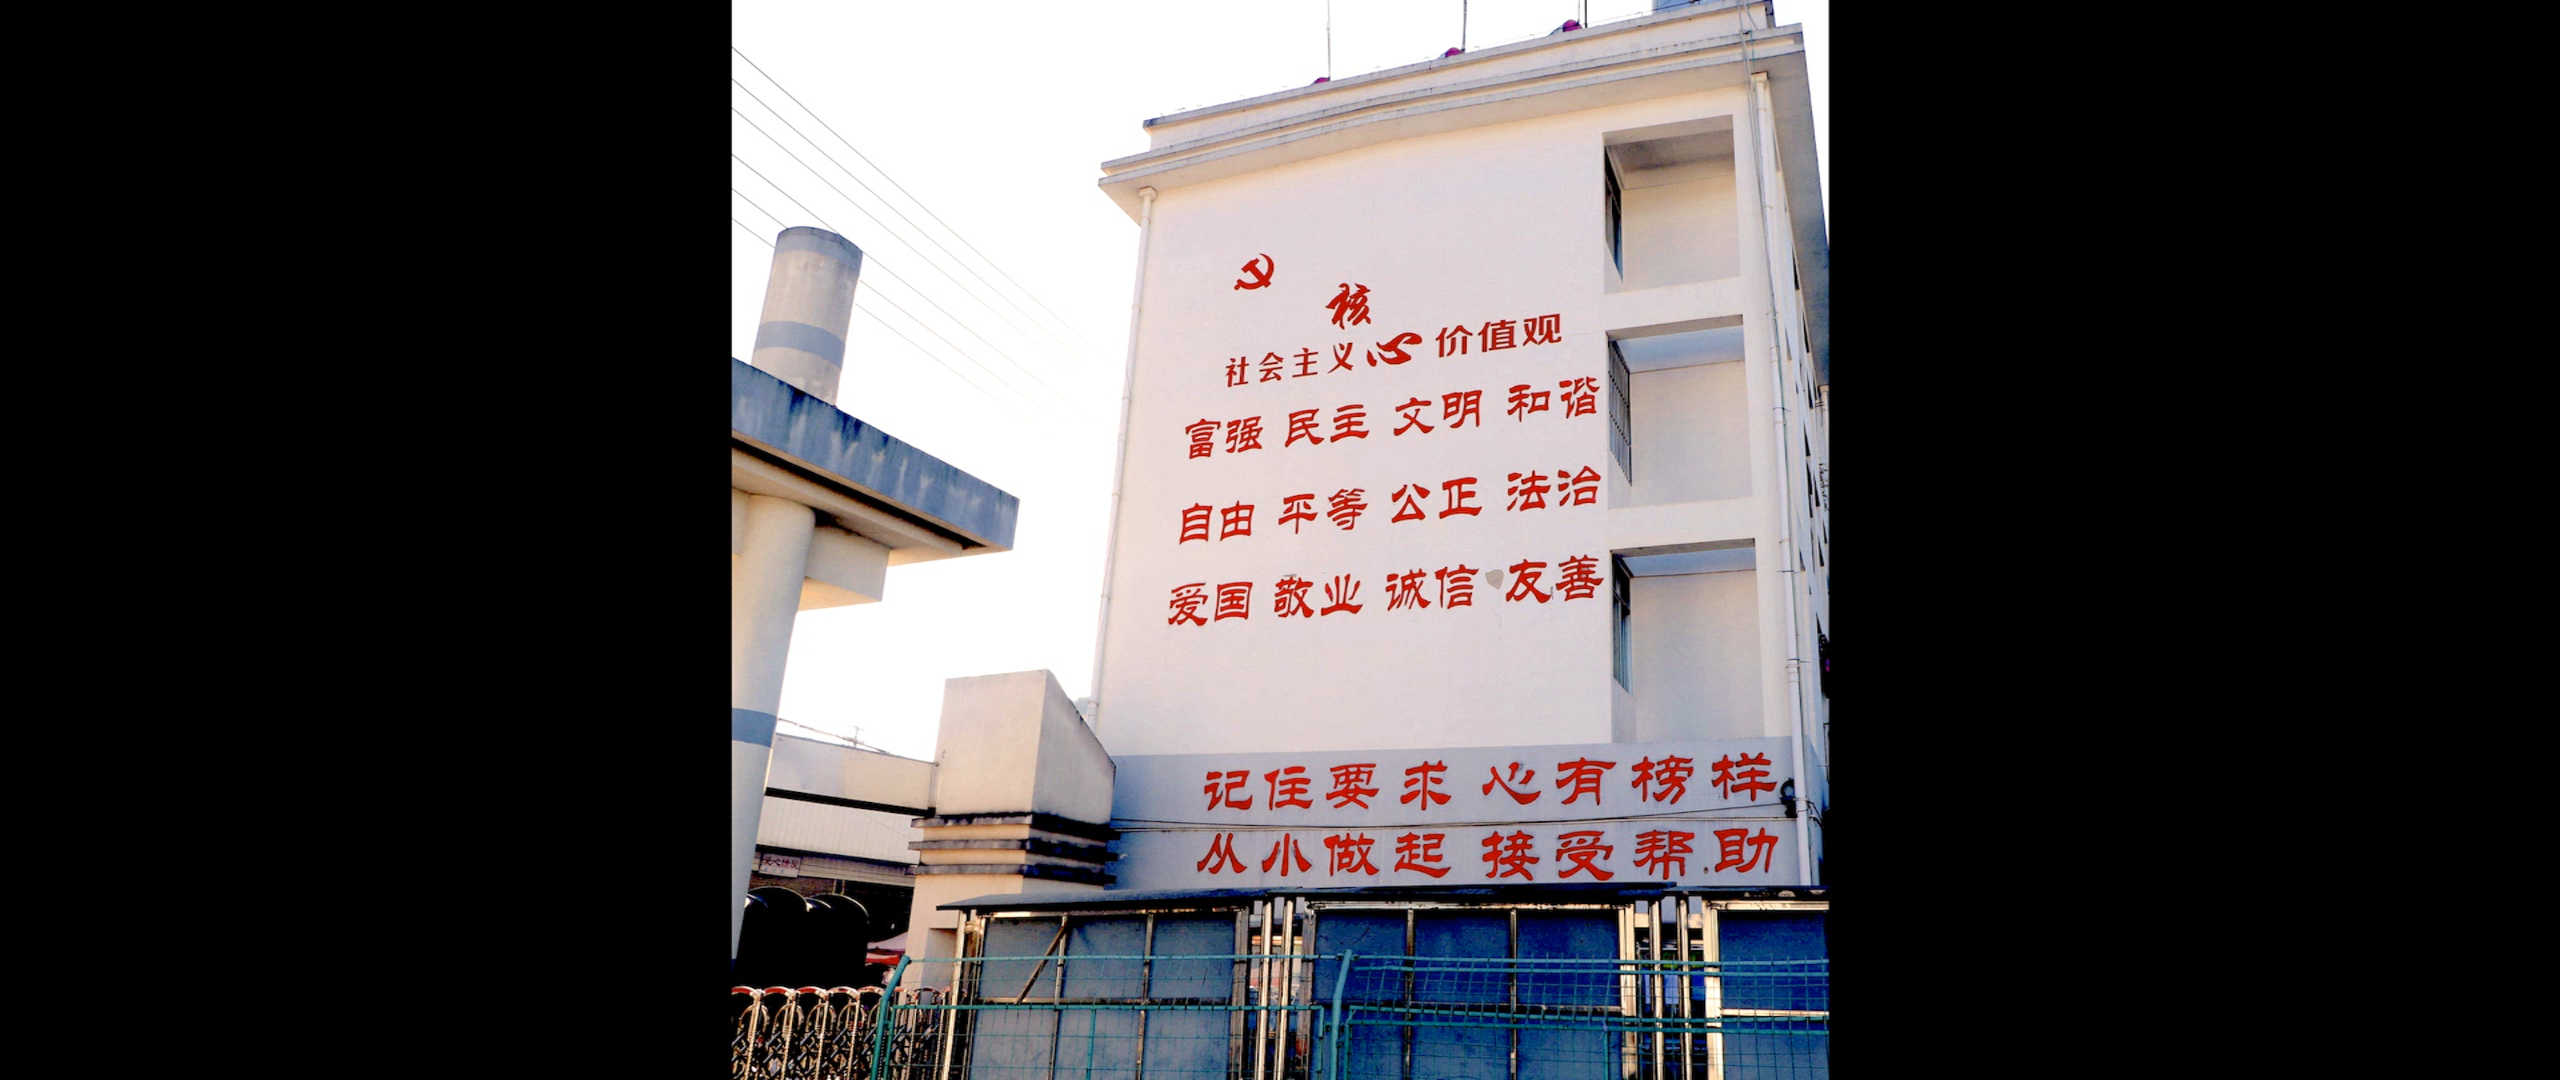 社会主义核心价值观
富强 民主 文明 和谐
自由 平等 公正 法治
爱国 敬业 诚信 友善
记住要求 心有榜样
从小做起 接受帮助